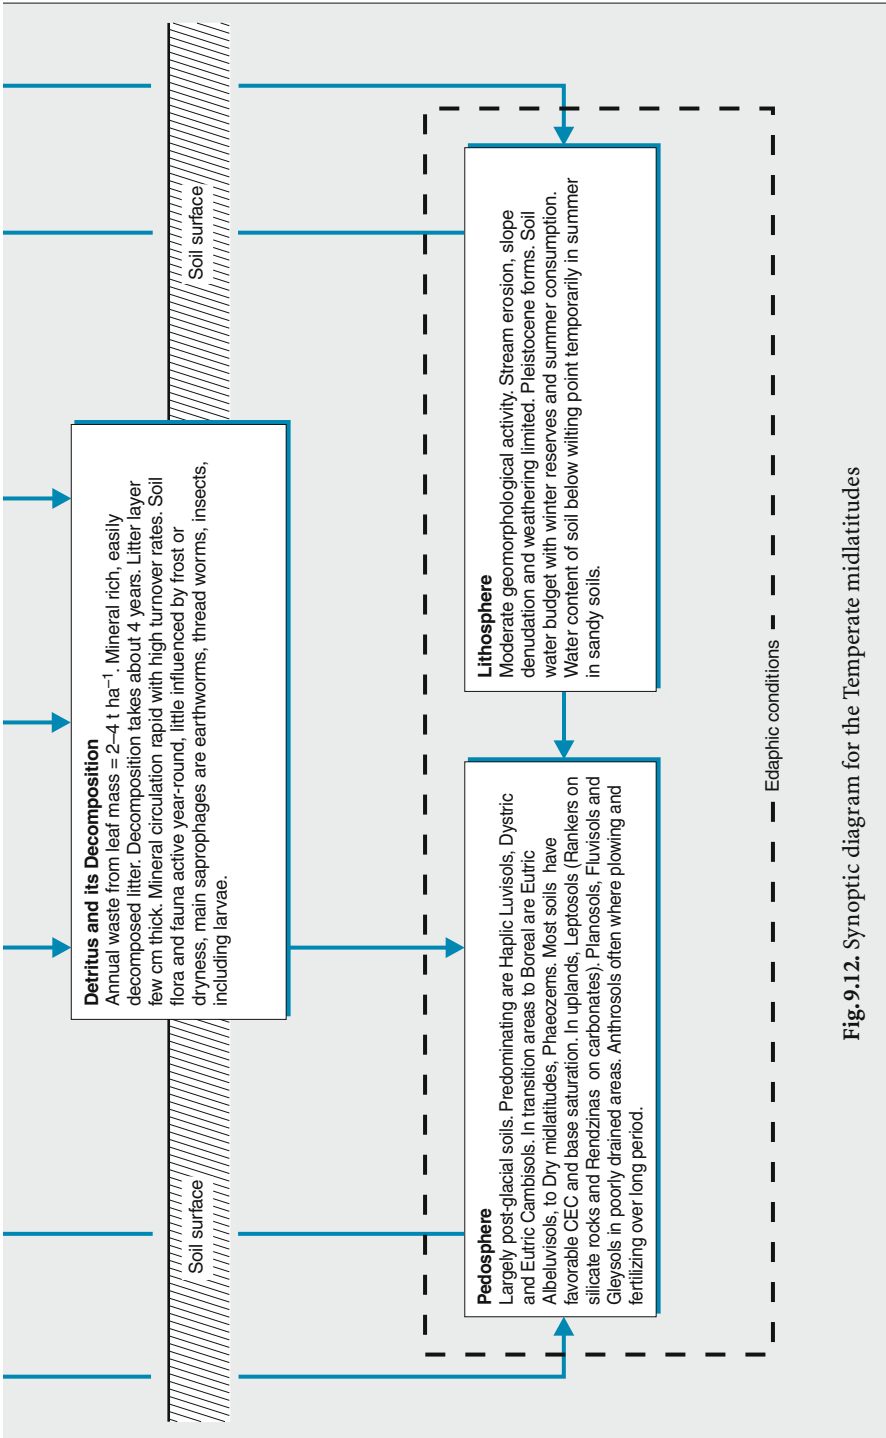 Soil surface
Detritus and its Decomposition
Annual waste from leaf mass = 2–4 t ha⁻¹. Mineral rich, easily
decomposed litter. Decomposition takes about 4 years. Litter layer
few cm thick. Mineral circulation rapid with high turnover rates. Soil
flora and fauna active year-round, little influenced by frost or
dryness, main saprophages are earthworms, thread worms, insects,
including larvae.
Soil surface
Pedosphere
Largely post-glacial soils. Predominating are Haplic Luvisols, Dystric
and Eutric Cambisols. In transition areas to Boreal are Eutric
Albeluvisols, to Dry midlatitudes, Phaeozems. Most soils have
favorable CEC and base saturation. In uplands, Leptosols (Rankers on
silicate rocks and Rendzinas on carbonates). Planosols, Fluvisols and
Gleysols in poorly drained areas. Anthrosols often where plowing and
fertilizing over long period.
Lithosphere
Moderate geomorphological activity. Stream erosion, slope
denudation and weathering limited. Pleistocene forms. Soil
water budget with winter reserves and summer consumption.
Water content of soil below wilting point temporarily in summer
in sandy soils.
Edaphic conditions
Fig. 9.12. Synoptic diagram for the Temperate midlatitudes